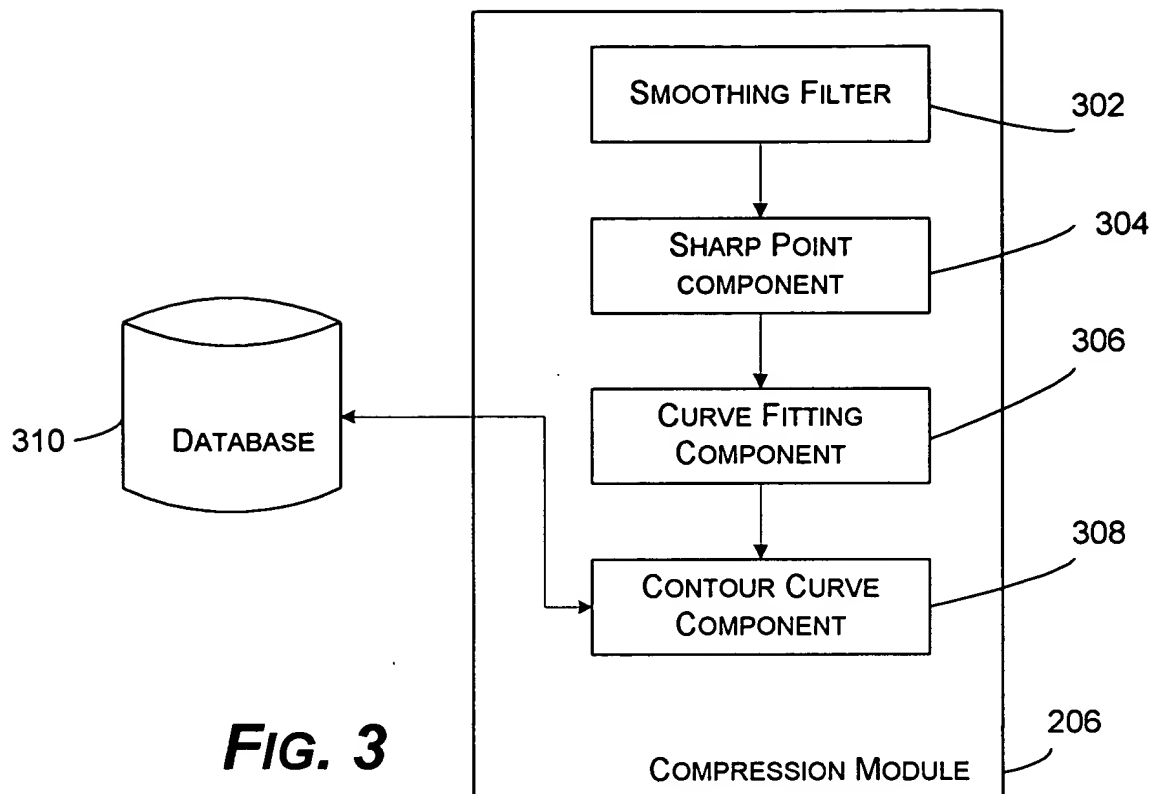 SMOOTHING FILTER
302
SHARP POINT
COMPONENT
304
CURVE FITTING
COMPONENT
306
CONTOUR CURVE
COMPONENT
308
DATABASE
310
FIG. 3
COMPRESSION MODULE
206